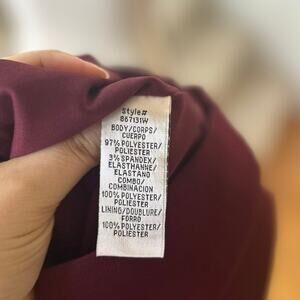 Style#
867131W
BODY/CORPS/
CUERPO
97% POLYESTER/
POLIESTER
3% SPANDEX/
ELASTHANNE/
ELASTANO
COMBO/
COMBINACION
100% POLYESTER/
POLIESTER
LINING/DOUBLURE/
FORRO
100% POLYESTER/
POLIESTER